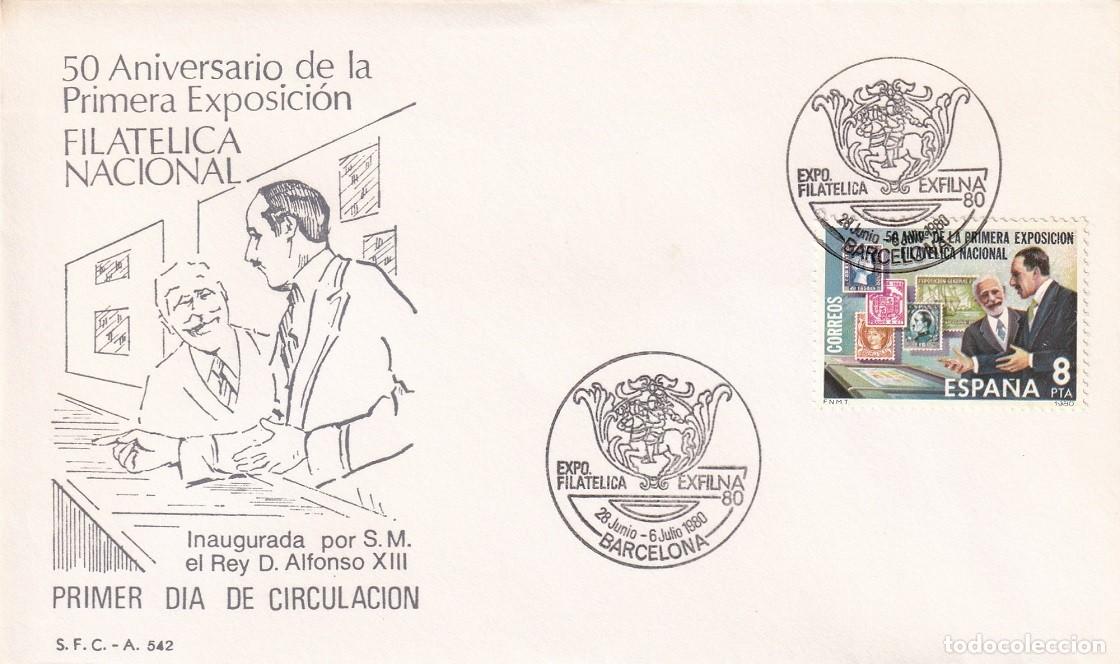 50 Aniversario de la
Primera Exposición
FILATELICA
NACIONAL
Inaugurada por S.M.
el Rey D. Alfonso XIII
PRIMER DIA DE CIRCULACION
S. F. C. - A. 542
EXPO.
FILATELICA EXFILNA
80
28 Junio - 6 Julio 1980
BARCELONA
EXPO.
FILATELICA EXFILNA
80
28 Junio - 6 Julio 1980
BARCELONA
50 ANIVº DE LA PRIMERA EXPOSICION
FILATELICA NACIONAL
CORREOS
ESPAÑA 8
PTA
F.N.M.T. 1980
todocoleccion